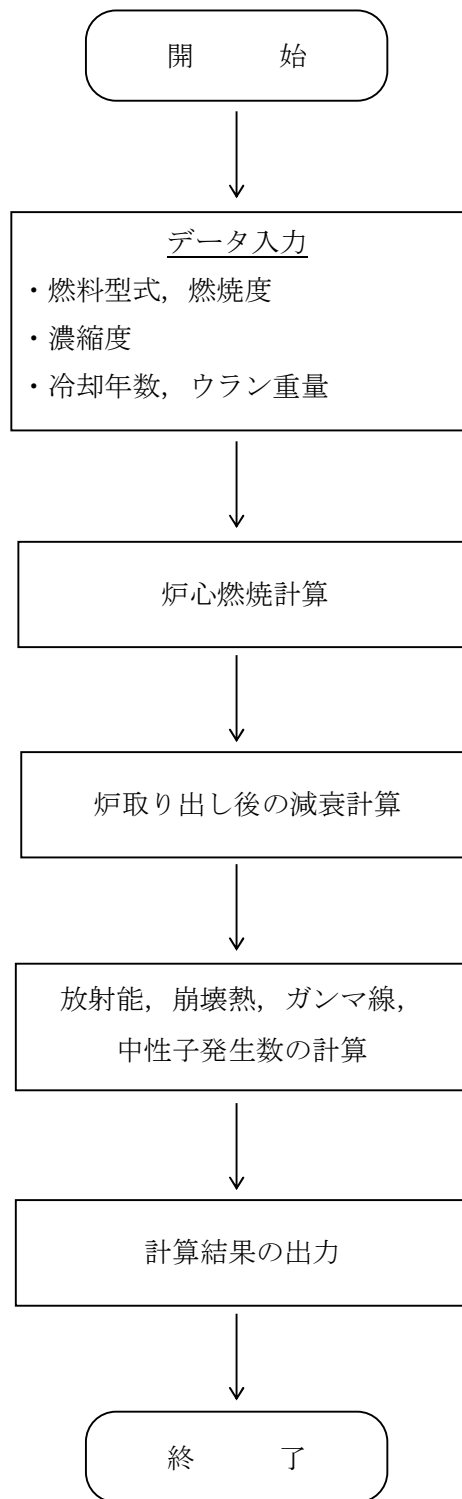 開　始
データ入力
・燃料型式，燃焼度
・濃縮度
・冷却年数，ウラン重量
炉心燃焼計算
炉取り出し後の減衰計算
放射能，崩壊熱，ガンマ線，
中性子発生数の計算
計算結果の出力
終　了